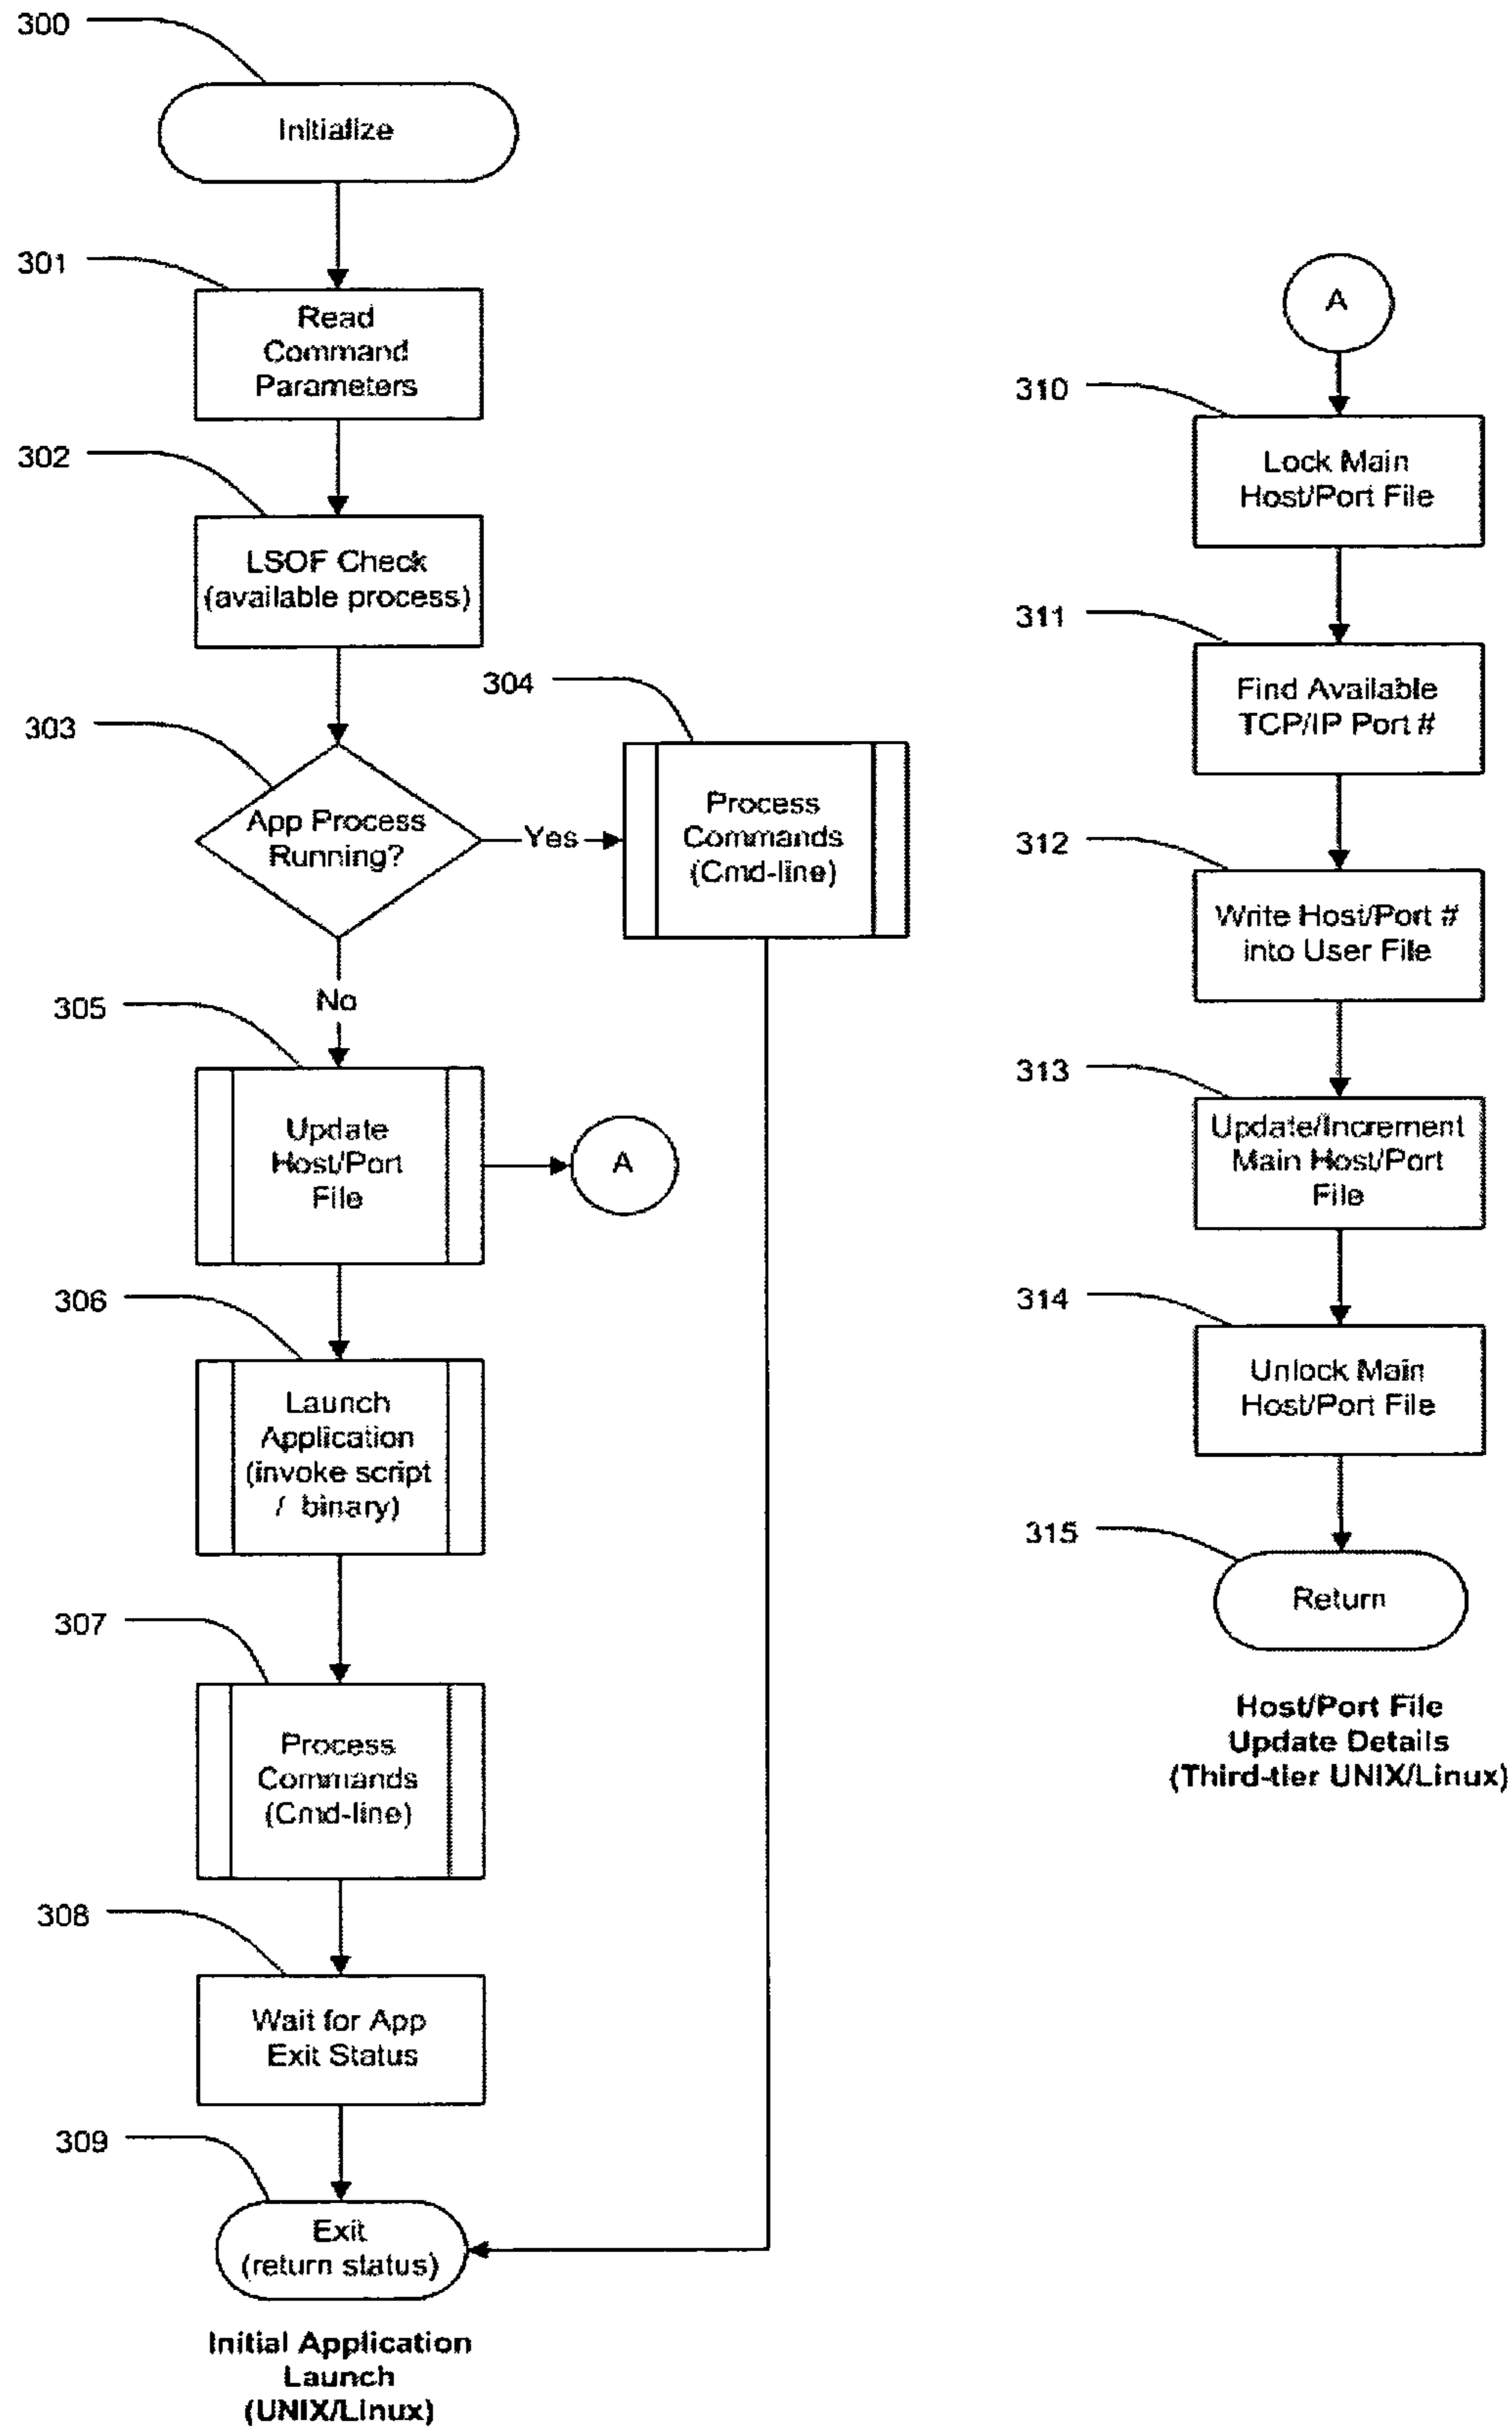 300
Initialize
301
Read
Command
Parameters
302
LSOF Check
(available process)
303
App Process
Running?
Yes
304
Process
Commands
(Cmd-line)
No
305
Update
Host/Port
File
A
306
Launch
Application
(invoke script
/ binary)
307
Process
Commands
(Cmd-line)
308
Wait for App
Exit Status
309
Exit
(return status)
Initial Application
Launch
(UNIX/Linux)
A
310
Lock Main
Host/Port File
311
Find Available
TCP/IP Port #
312
Write Host/Port #
into User File
313
Update/Increment
Main Host/Port
File
314
Unlock Main
Host/Port File
315
Return
Host/Port File
Update Details
(Third-tier UNIX/Linux)